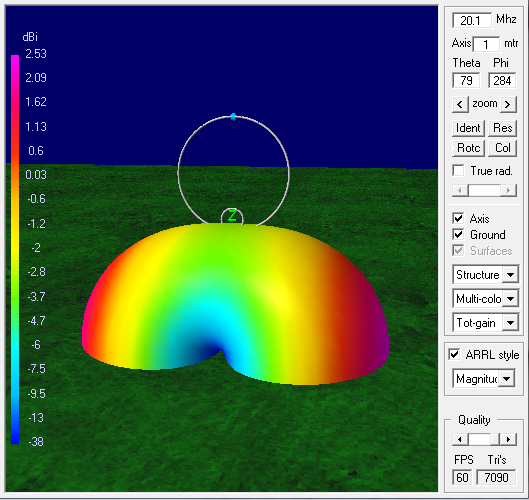 dBi
2.53
2.09
1.62
1.13
0.6
0.03
-0.6
-1.2
-2
-2.8
-3.7
-4.7
-6
-7.5
-9.5
-13
-38
Z
20.1 Mhz
Axis 1 mtr
Theta Phi
79 284
< zoom >
Ident Res
Rotc Col
True rad.
Axis
Ground
Surfaces
Structure
Multi-colo
Tot-gain
ARRL style
Magnituc
Quality
FPS Tri's
60 7090